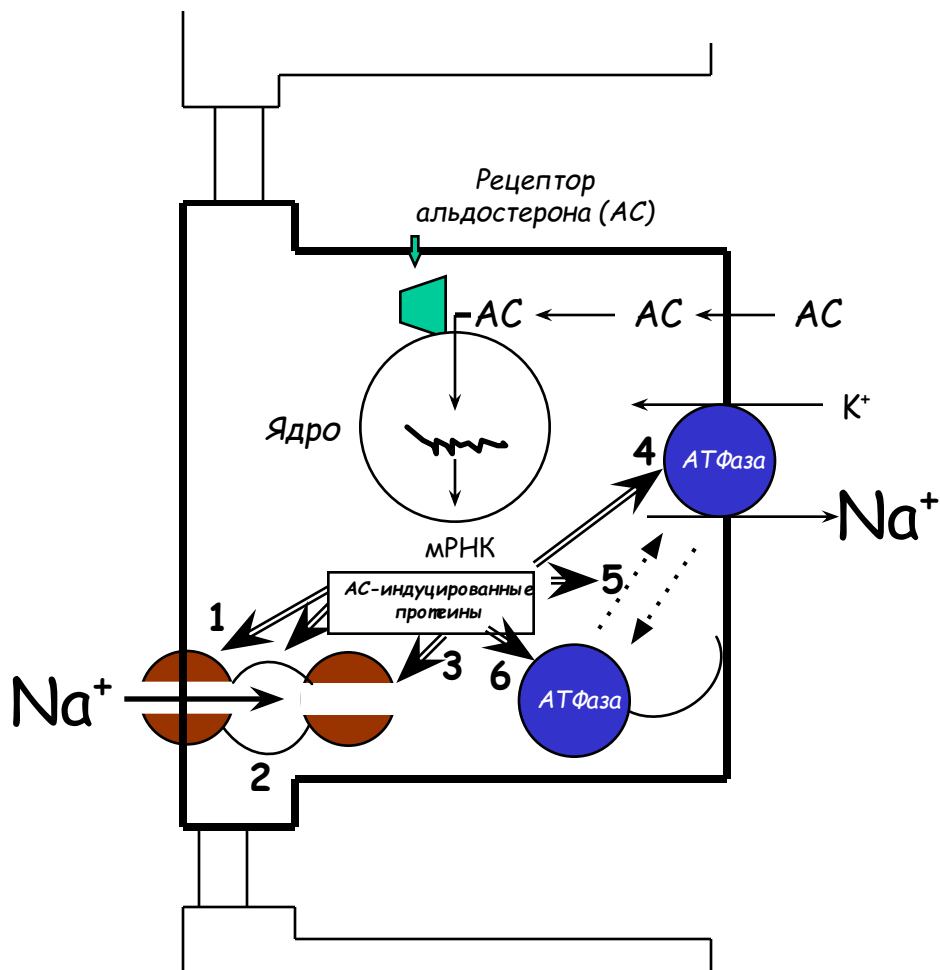 Рецептор
альдостерона (АС)
АС
АС
АС
К⁺
Ядро
4
АТФаза
Na⁺
мРНК
АС-индуцированные
протеины
5
1
3
6
Na⁺
АТФаза
2